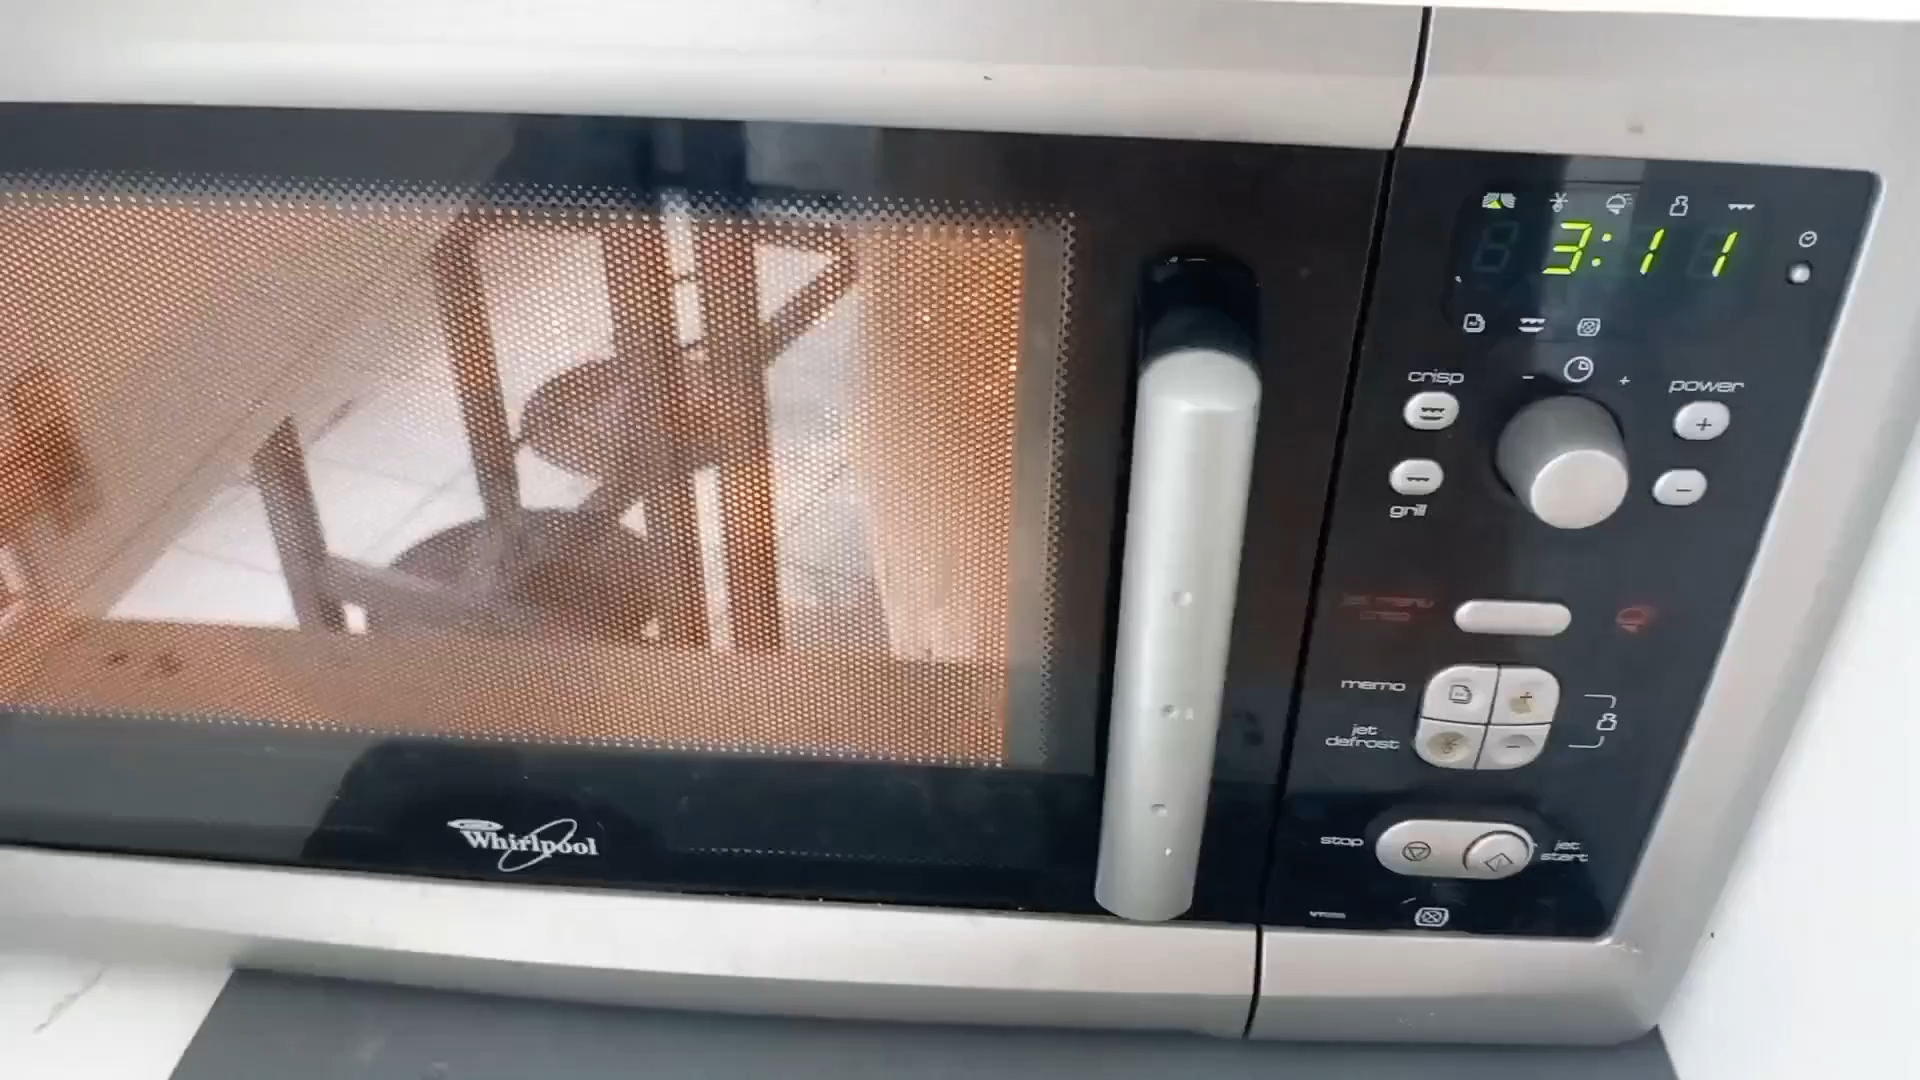 3:11
crisp
- +
power
+
grill
-
memo
+
jet
defrost
-
stop
jet
start
Whirlpool